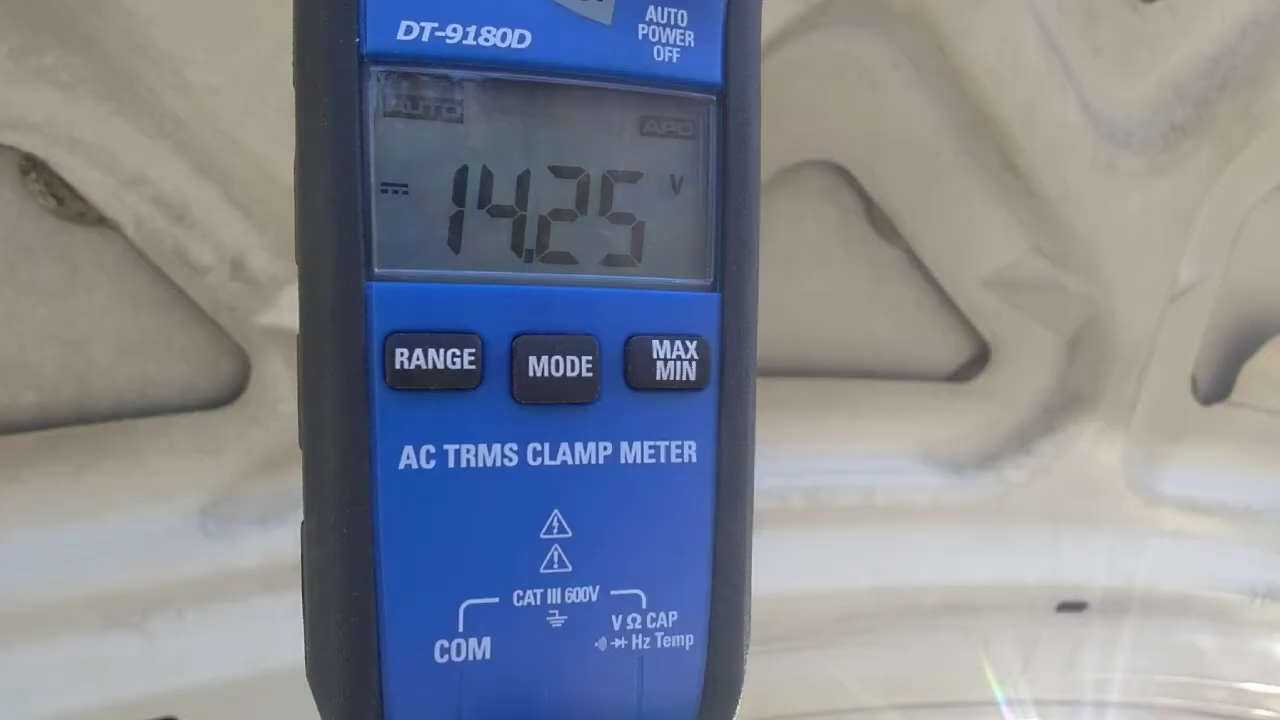 DT-9180D
AUTO
POWER
OFF
AUTO
APO
14.25 V
RANGE
MODE
MAX
MIN
AC TRMS CLAMP METER
CAT III 600V
COM
V Ω CAP
Hz Temp